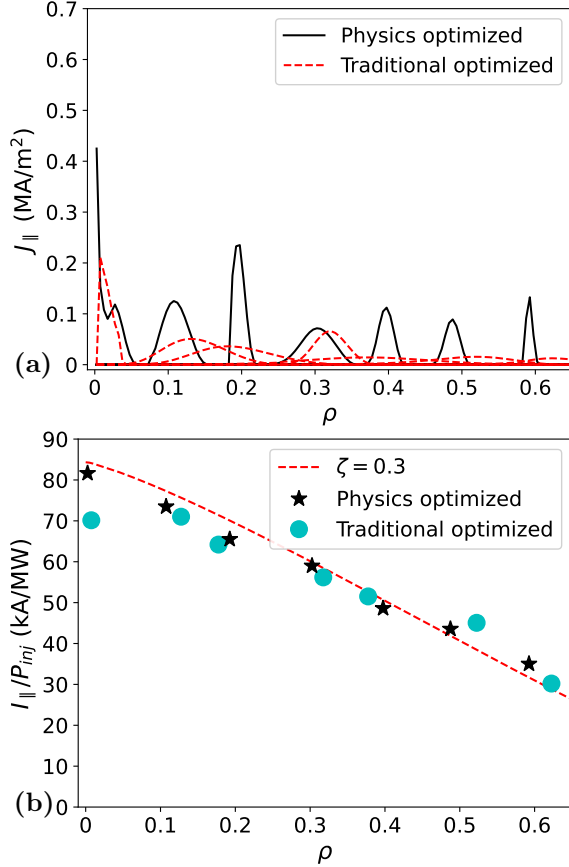 0.7
0.6
0.5
0.4
0.3
0.2
0.1
0
J∥ (MA/m²)
Physics optimized
Traditional optimized
(a)
0 0.1 0.2 0.3 0.4 0.5 0.6
ρ
90
80
70
60
50
40
30
20
10
0
I∥/Pinj (kA/MW)
ζ = 0.3
Physics optimized
Traditional optimized
(b)
0 0.1 0.2 0.3 0.4 0.5 0.6
ρ